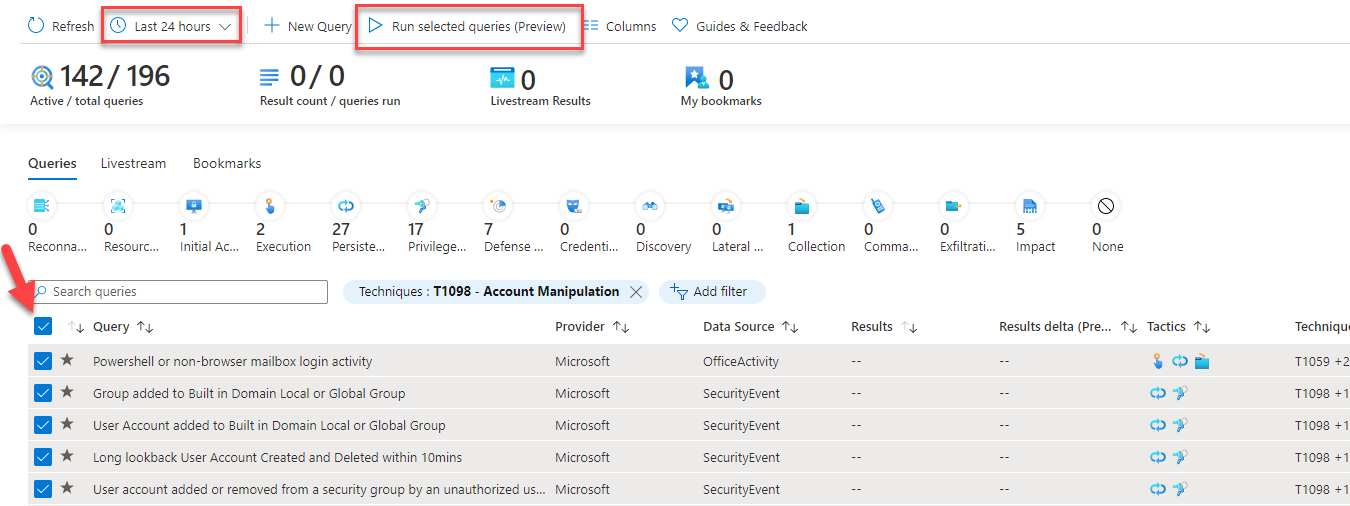 Refresh Last 24 hours New Query Run selected queries (Preview) Columns Guides & Feedback
142 / 196 0 / 0 0 0
Active / total queries Result count / queries run Livestream Results My bookmarks
Queries Livestream Bookmarks
0 0 1 2 27 17 7 0 0 0 1 0 0 5 0
Reconna... Resourc... Initial Ac... Execution Persiste... Privilege... Defense ... Credenti... Discovery Lateral ... Collection Comma... Exfiltrati... Impact None
Search queries Techniques : T1098 - Account Manipulation Add filter
Query Provider Data Source Results Results delta (Pre... Tactics Technique
Powershell or non-browser mailbox login activity Microsoft OfficeActivity -- -- T1059 +2
Group added to Built in Domain Local or Global Group Microsoft SecurityEvent -- -- T1098 +1
User Account added to Built in Domain Local or Global Group Microsoft SecurityEvent -- -- T1098 +1
Long lookback User Account Created and Deleted within 10mins Microsoft SecurityEvent -- -- T1098 +1
User account added or removed from a security group by an unauthorized us... Microsoft SecurityEvent -- -- T1098 +1